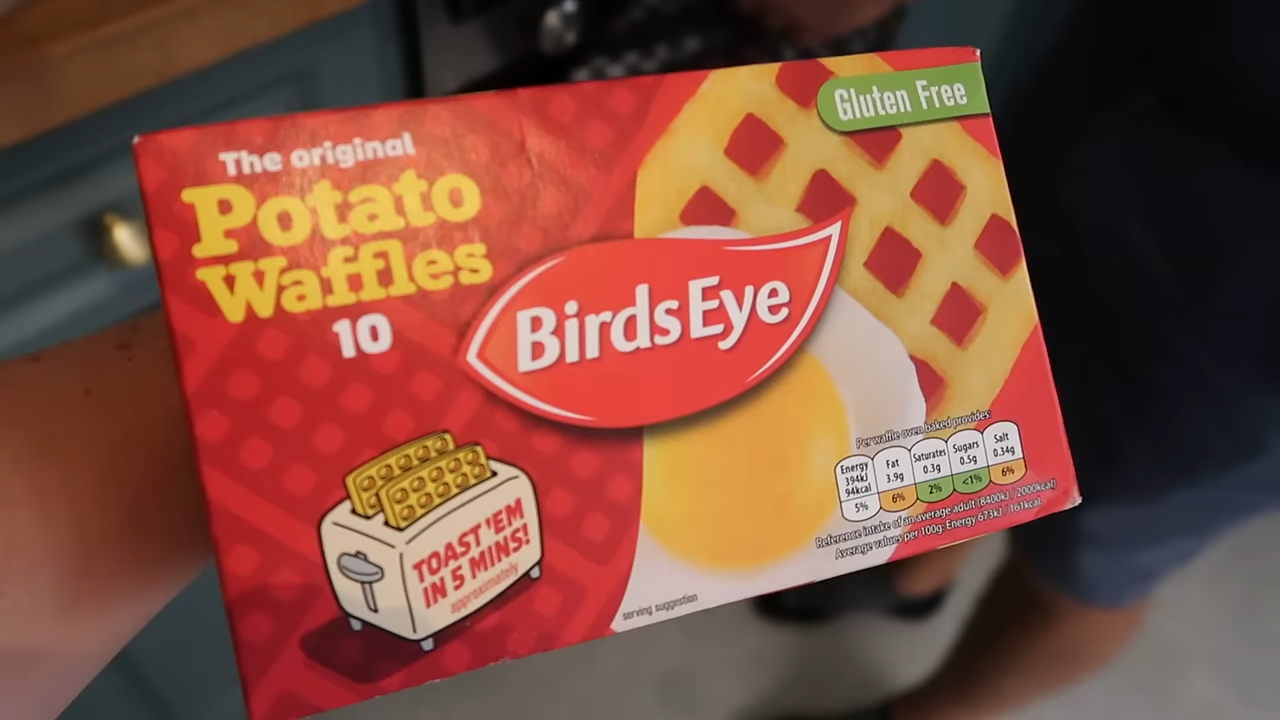 The original
Potato
Waffles
10
Gluten Free
BirdsEye
TOAST 'EM
IN 5 MINS!
approximately
serving suggestion
Per waffle oven baked provides:
Energy
394kJ
94kcal
5%
Fat
3.9g
6%
Saturates
0.3g
2%
Sugars
0.5g
<1%
Salt
0.34g
6%
Reference intake of an average adult (8400kJ / 2000kcal)
Average values per 100g: Energy 673kJ / 161kcal